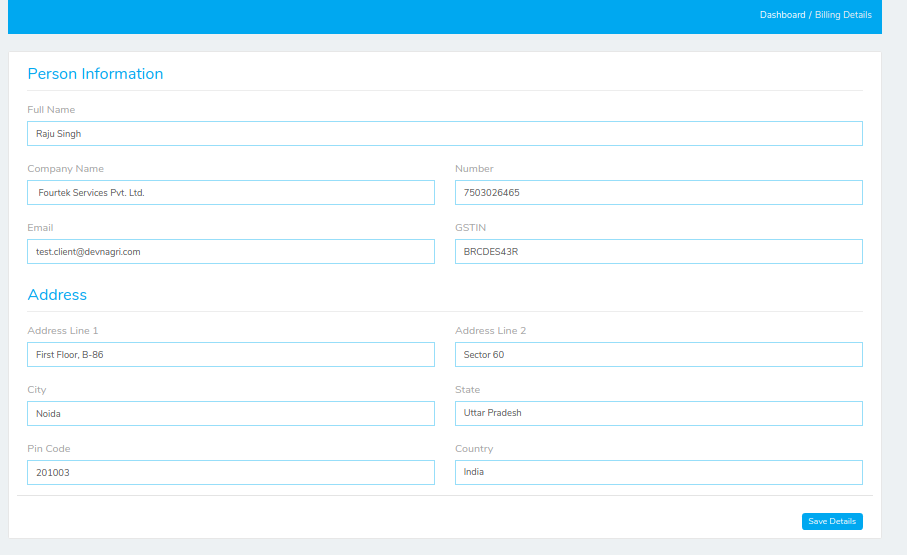 Dashboard / Billing Details
Person Information
Full Name
Raju Singh
Company Name
Number
Fourtek Services Pvt. Ltd.
7503026465
Email
GSTIN
test.client@devnagri.com
BRCDES43R
Address
Address Line 1
Address Line 2
First Floor, B-86
Sector 60
City
State
Noida
Uttar Pradesh
Pin Code
Country
201003
India
Save Details